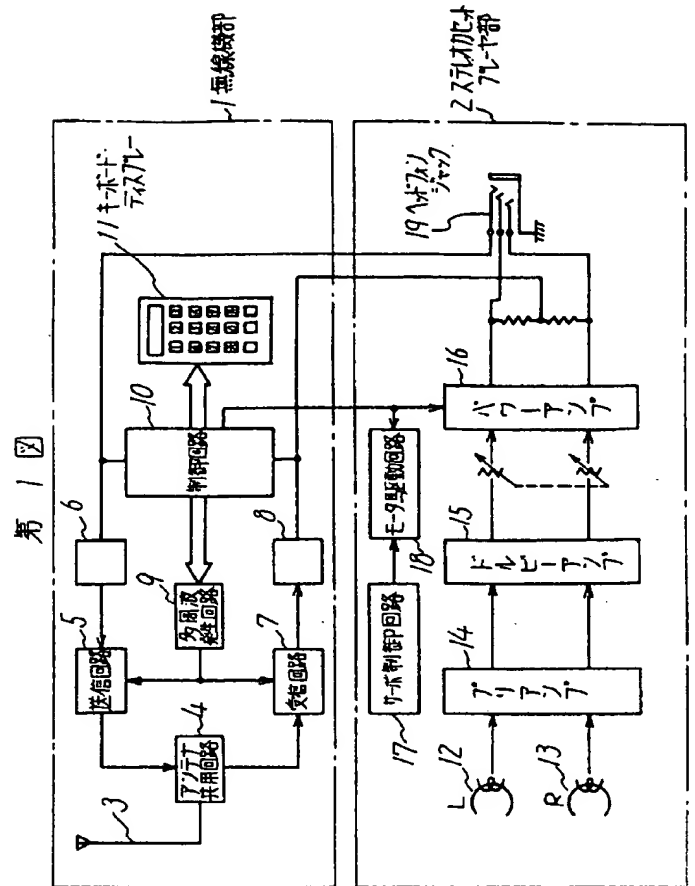 第1図
1 無線機部
11 キーボード・
ディスプレー
10
制御回路
6
8
5
送信回路
9
多周波
発生回路
7
受信回路
4
アンテナ
共用回路
3
2 ステレオカセット
プレーヤ部
19 ヘッドフォン
ジャック
16
パワーアンプ
モータ駆動回路
18
15
ドルビーアンプ
サーボ制御回路
17
14
プリアンプ
12
L
13
R